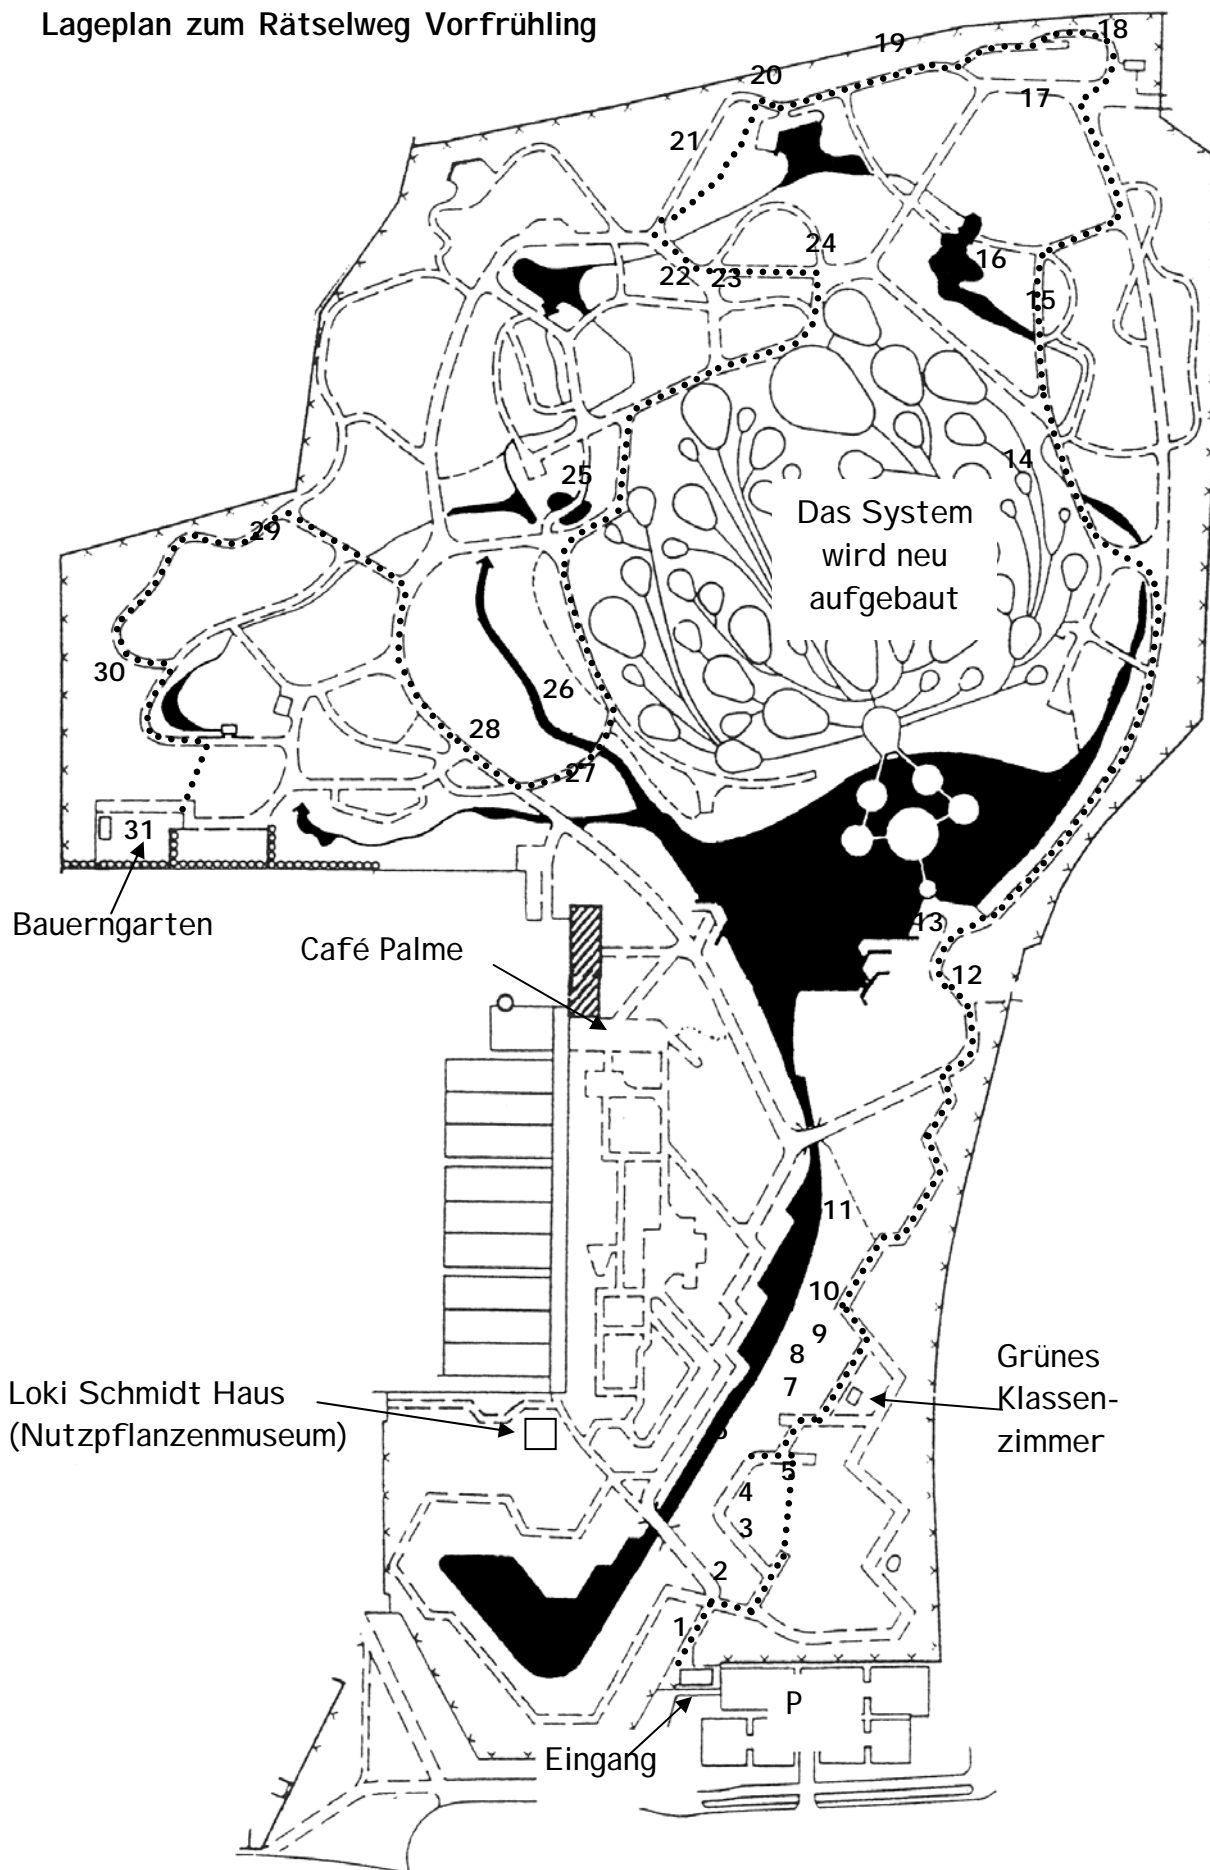 Lageplan zum Rätselweg Vorfrühling
18
19
20
17
21
24
16
22
23
15
14
25
Das System
wird neu
aufgebaut
29
30
26
28
27
31
Bauerngarten
13
Café Palme
12
11
10
9
8
7
Grünes
Klassen-
zimmer
Loki Schmidt Haus
(Nutzpflanzenmuseum)
6
5
4
3
2
1
P
Eingang